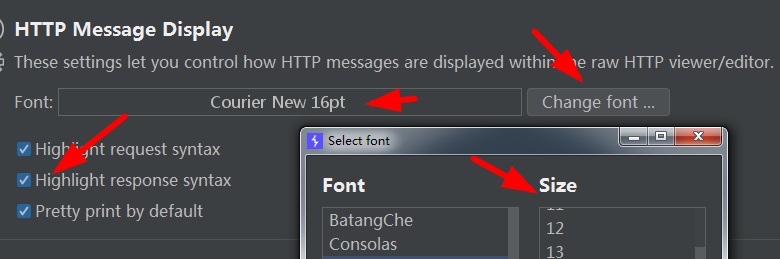 HTTP Message Display
These settings let you control how HTTP messages are displayed within the raw HTTP viewer/editor.
Font: Courier New 16pt Change font ...
Highlight request syntax
Highlight response syntax
Pretty print by default
Select font
Font
BatangChe
Consolas
Size
11
12
13